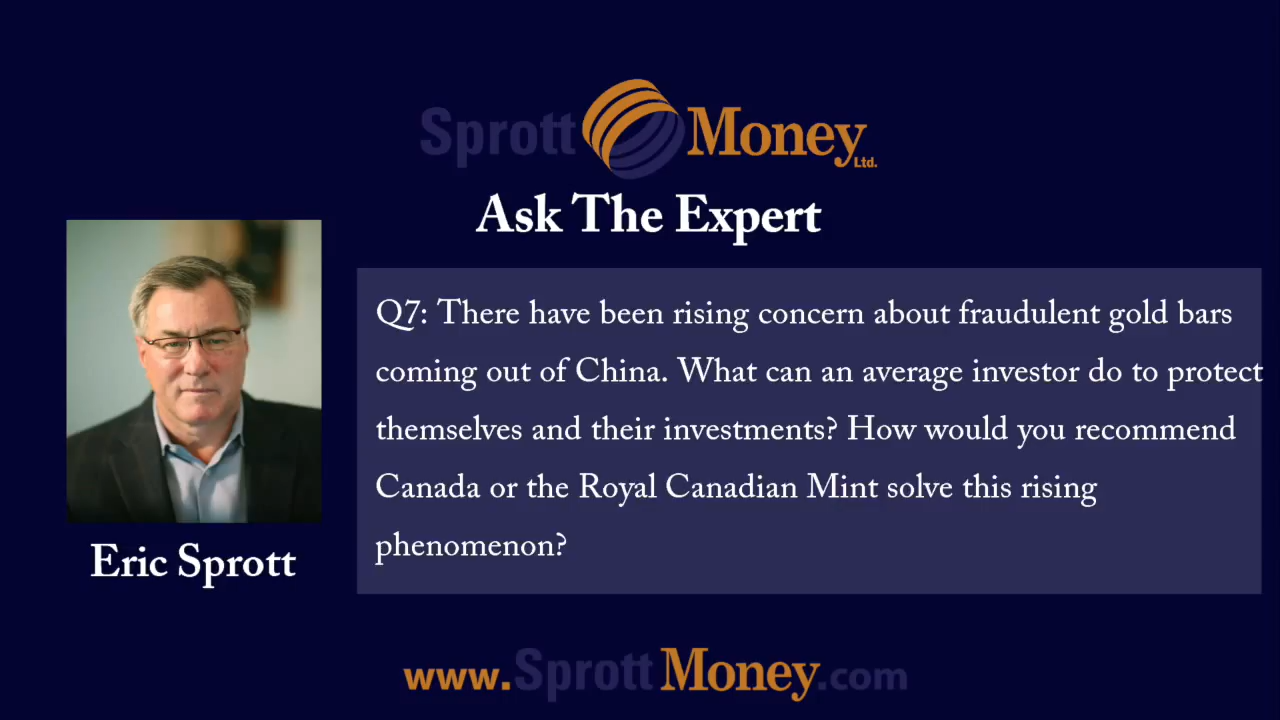 Sprott Money Ltd.
Ask The Expert
Q7: There have been rising concern about fraudulent gold bars
coming out of China. What can an average investor do to protect
themselves and their investments? How would you recommend
Canada or the Royal Canadian Mint solve this rising
phenomenon?
Eric Sprott
www.SprottMoney.com